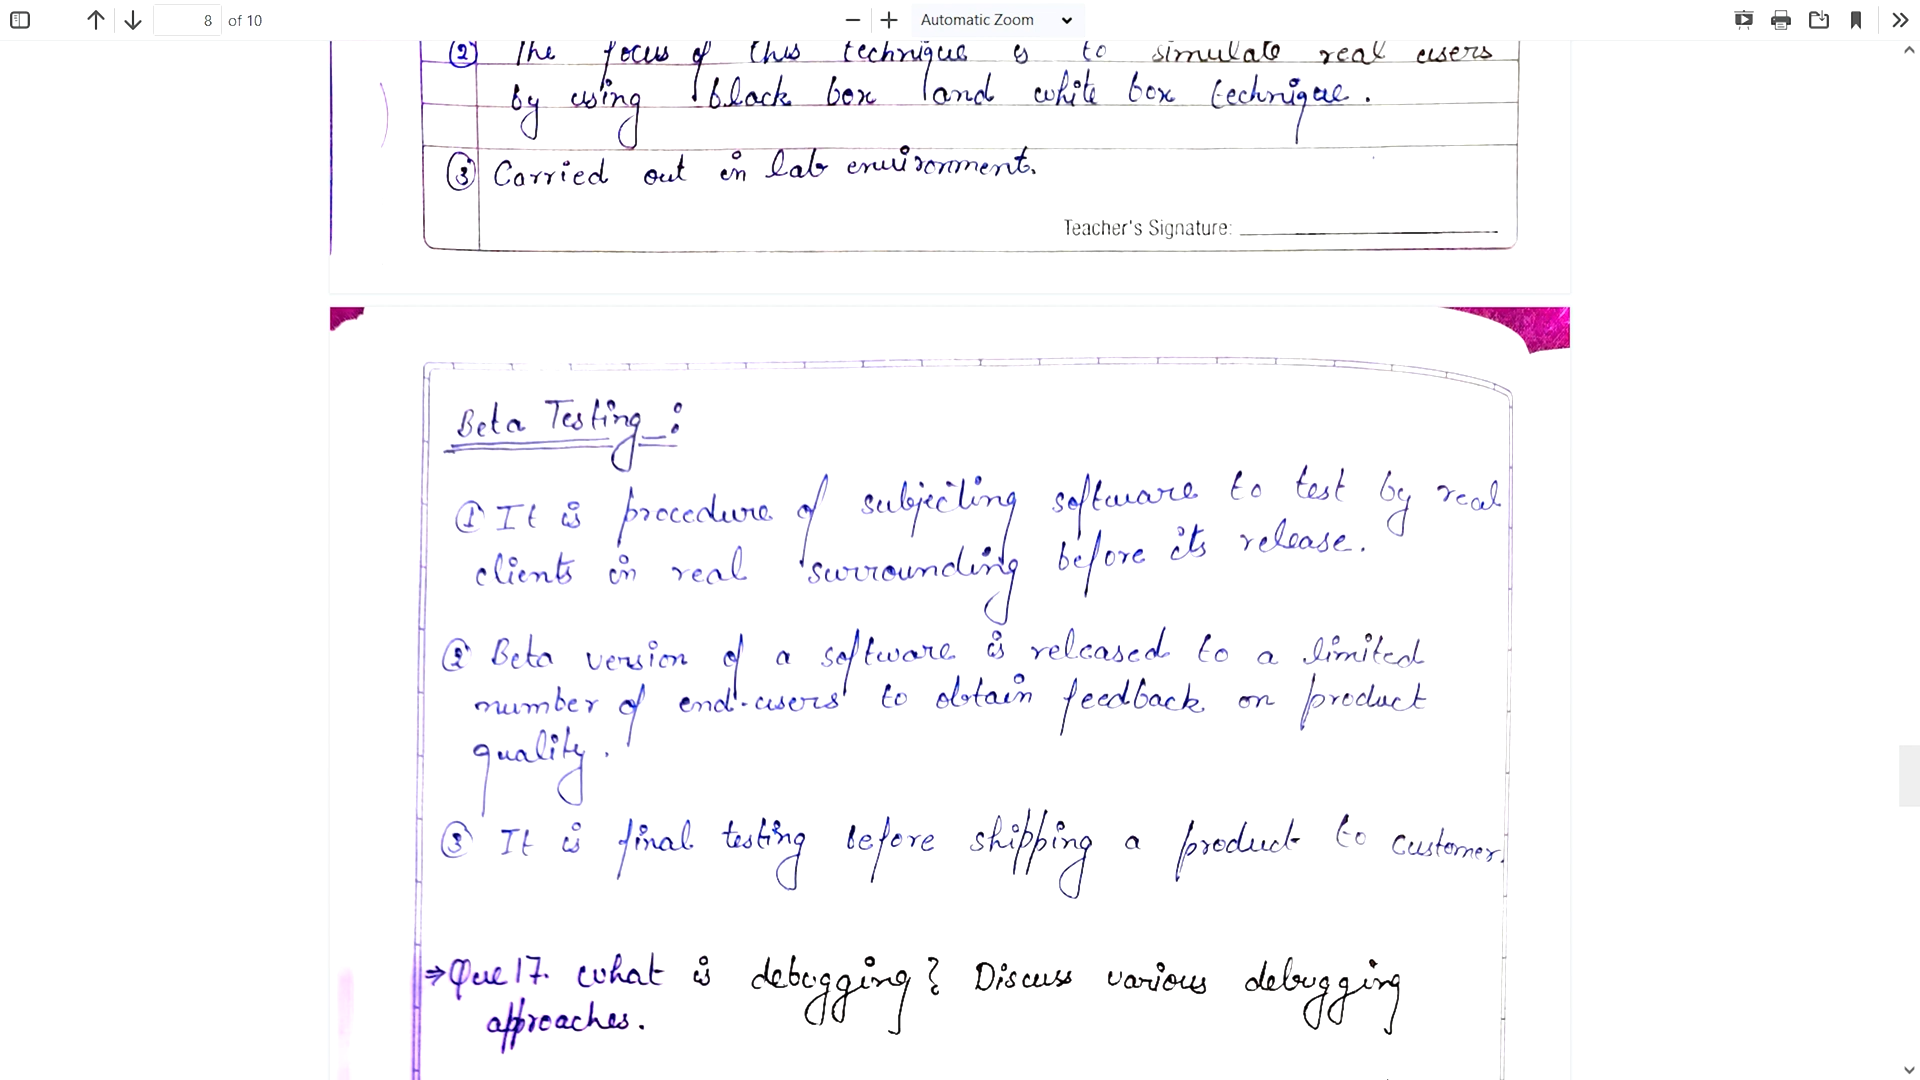 8 of 10
Automatic Zoom
② The focus of this technique is to simulate real users
by using black box and white box technique.
③ Carried out in lab environment.
Teacher's Signature:
Beta Testing :
① It is procedure of subjecting software to test by real
clients in real surrounding before its release.
② Beta version of a software is released to a limited
number of end-users to obtain feedback on product
quality.
③ It is final testing before shipping a product to customer.
⇒ Que 17. What is debugging? Discuss various debugging
approaches.